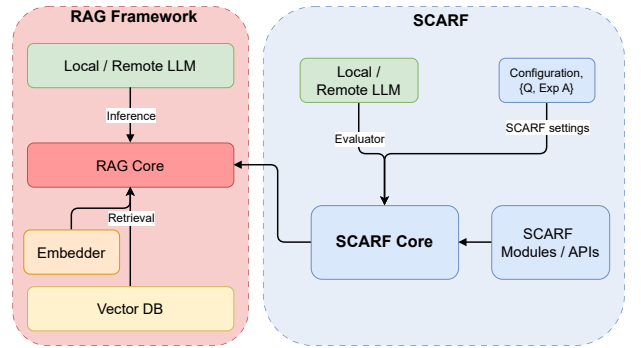 RAG Framework
Local / Remote LLM
Inference
RAG Core
Retrieval
Embedder
Vector DB
SCARF
Local /
Remote LLM
Configuration,
{Q, Exp A}
Evaluator
SCARF settings
SCARF Core
SCARF
Modules / APIs